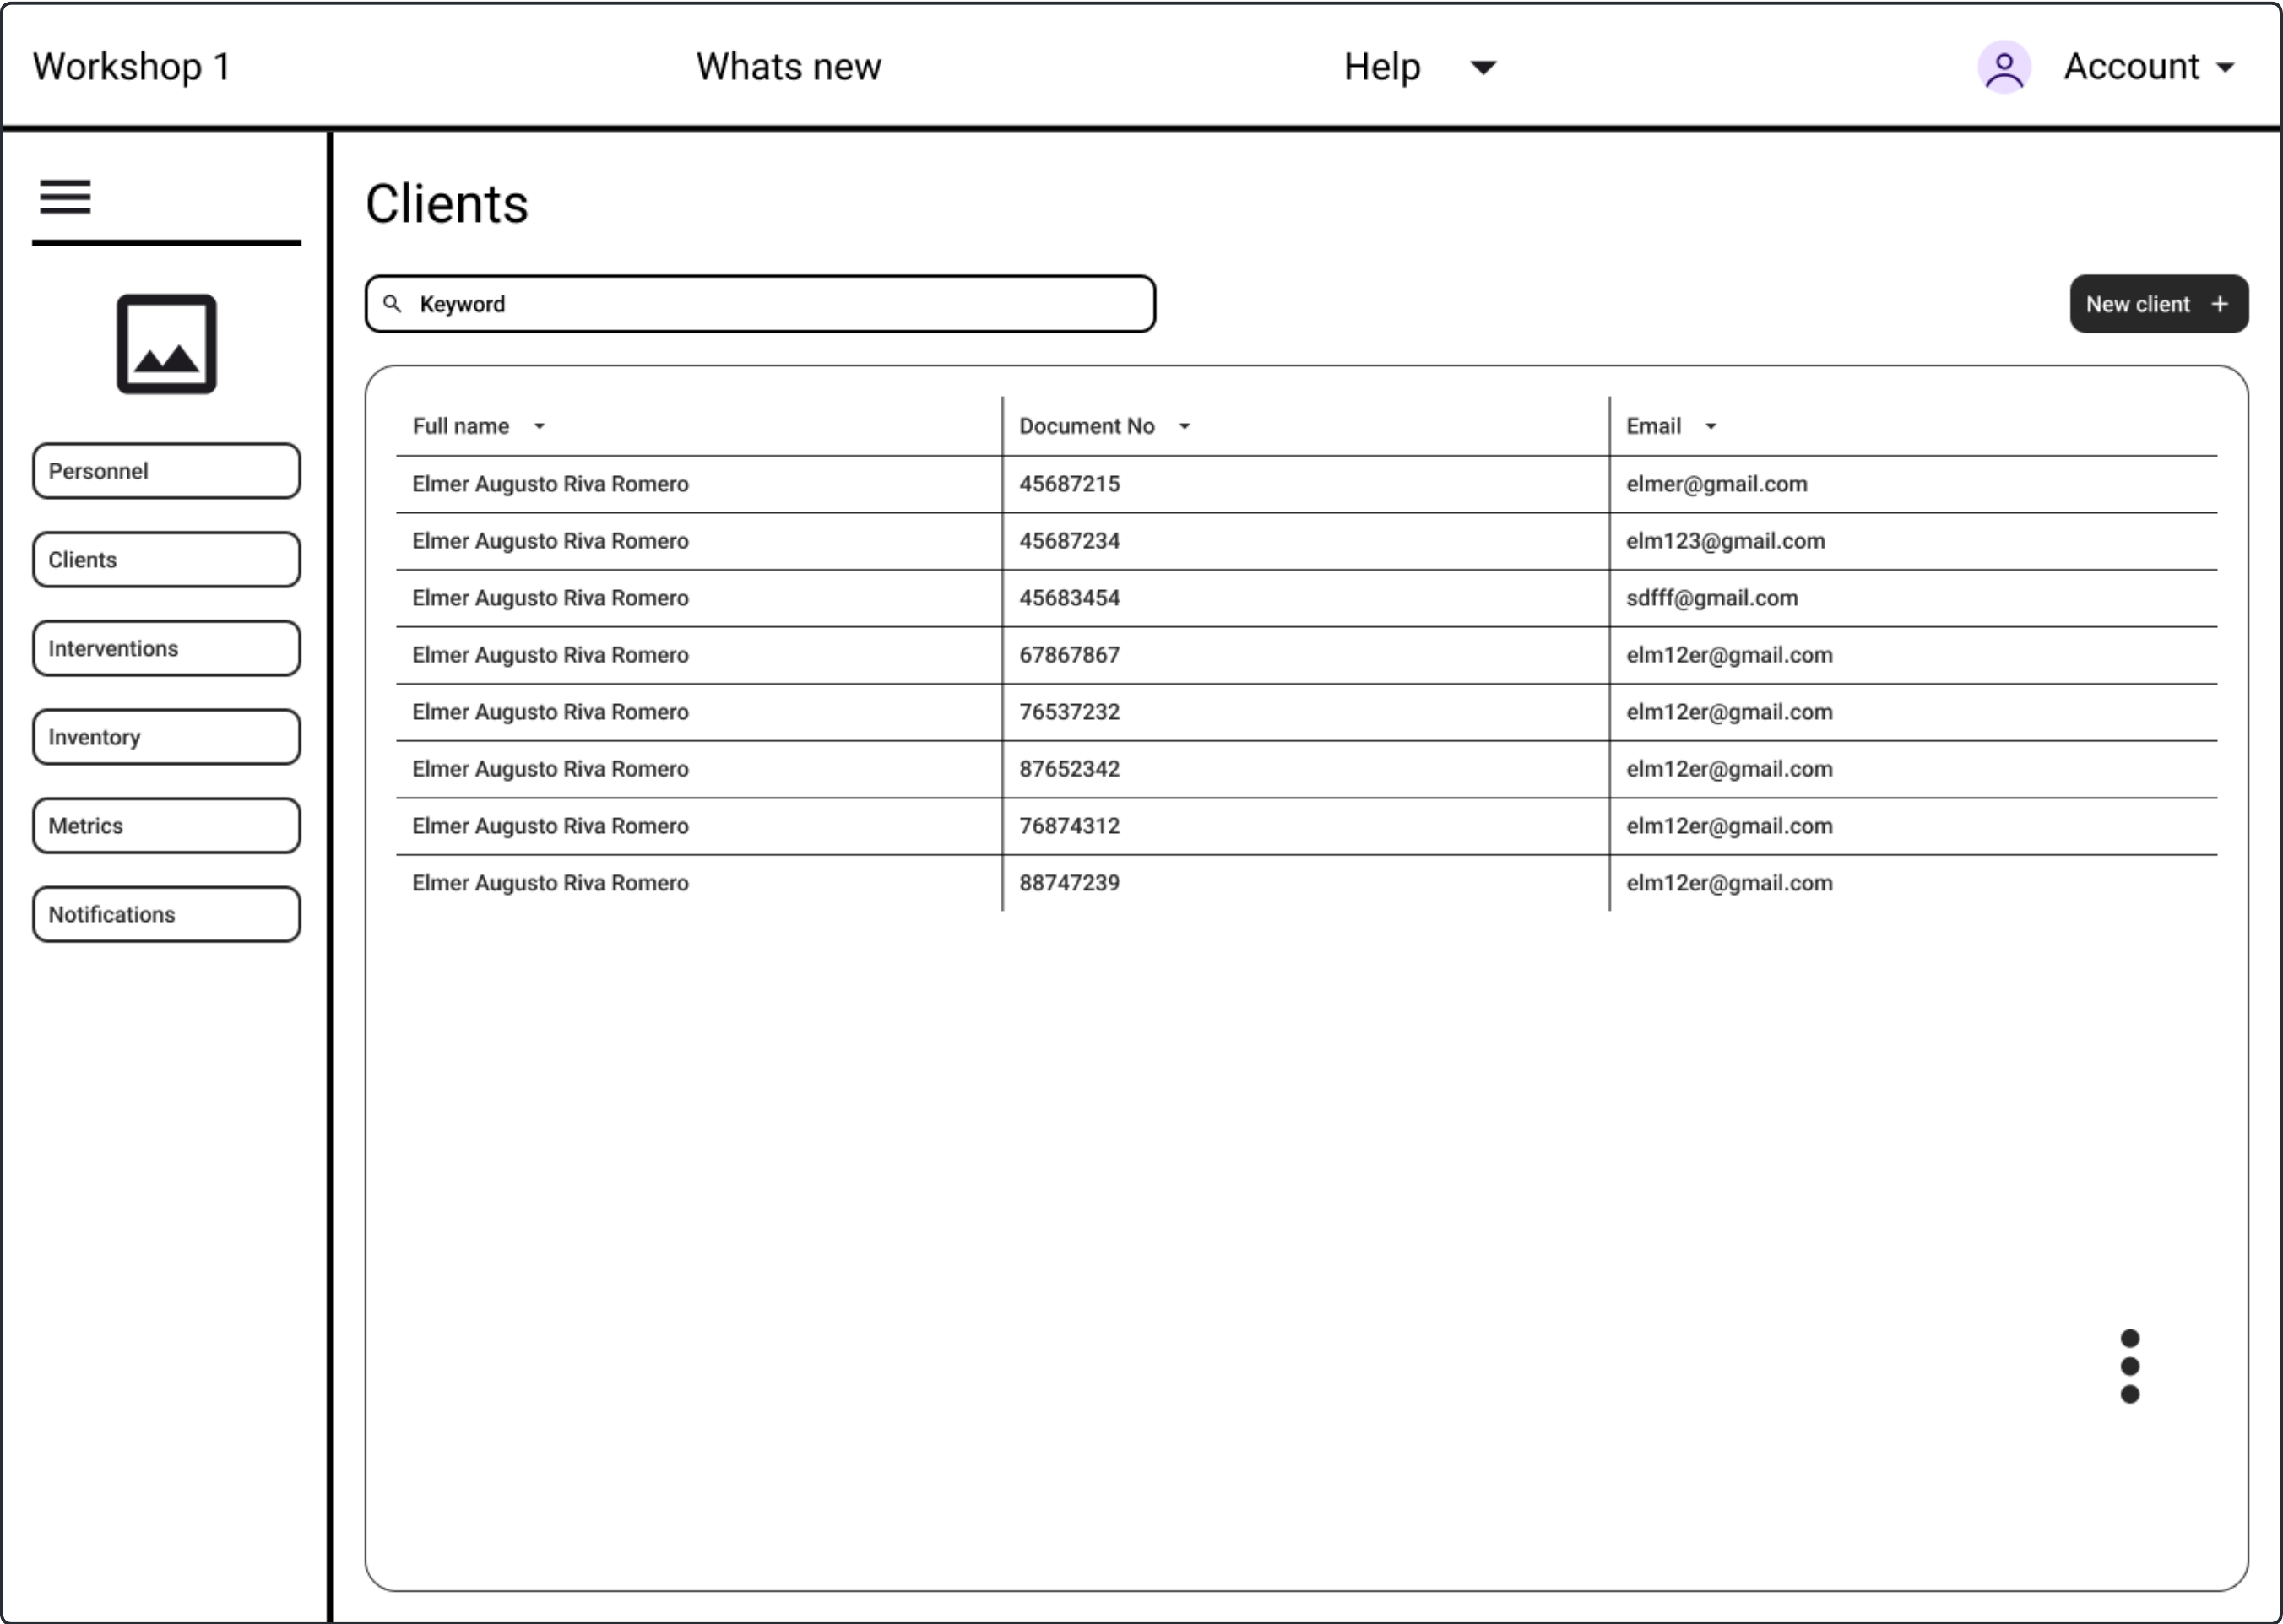 Workshop 1 Whats new Help Account
Clients
Keyword New client +
Full name Document No Email
Elmer Augusto Riva Romero 45687215 elmer@gmail.com
Elmer Augusto Riva Romero 45687234 elm123@gmail.com
Elmer Augusto Riva Romero 45683454 sdfff@gmail.com
Elmer Augusto Riva Romero 67867867 elm12er@gmail.com
Elmer Augusto Riva Romero 76537232 elm12er@gmail.com
Elmer Augusto Riva Romero 87652342 elm12er@gmail.com
Elmer Augusto Riva Romero 76874312 elm12er@gmail.com
Elmer Augusto Riva Romero 88747239 elm12er@gmail.com
Personnel
Clients
Interventions
Inventory
Metrics
Notifications